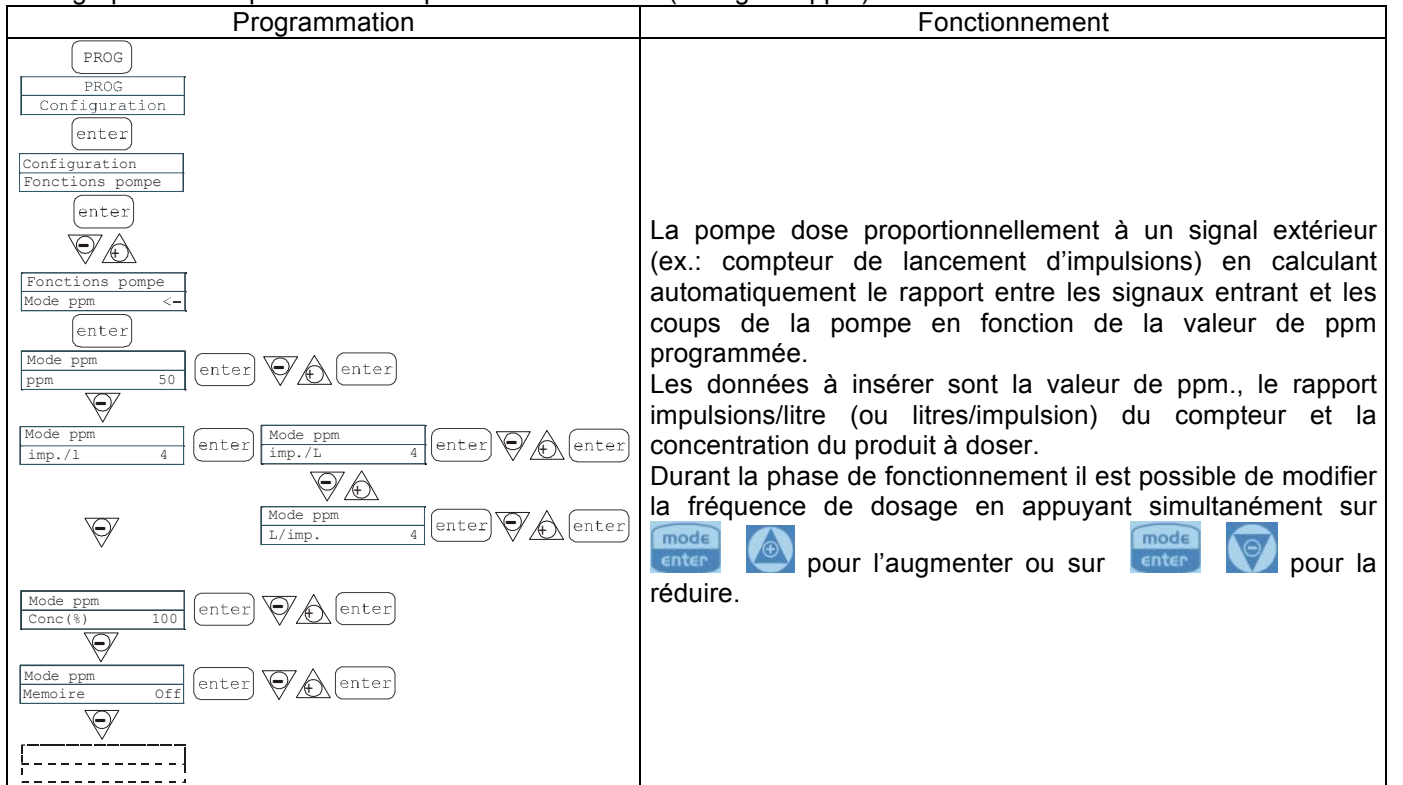 (
Programmation
Fonctionnement
PROG
PROG
Configuration
enter
Configuration
Fonctions pompe
enter
Fonctions pompe
Mode ppm <-
enter
Mode ppm
ppm 50
enter
enter
Mode ppm
imp./l 4
enter
Mode ppm
imp./L 4
enter
enter
Mode ppm
L/imp. 4
enter
enter
Mode ppm
Conc(%) 100
enter
enter
Mode ppm
Memoire Off
enter
enter
La pompe dose proportionnellement à un signal extérieur
(ex.: compteur de lancement d’impulsions) en calculant
automatiquement le rapport entre les signaux entrant et les
coups de la pompe en fonction de la valeur de ppm
programmée.
Les données à insérer sont la valeur de ppm., le rapport
impulsions/litre (ou litres/impulsion) du compteur et la
concentration du produit à doser.
Durant la phase de fonctionnement il est possible de modifier
la fréquence de dosage en appuyant simultanément sur
mode enter pour l’augmenter ou sur mode enter pour la
réduire.